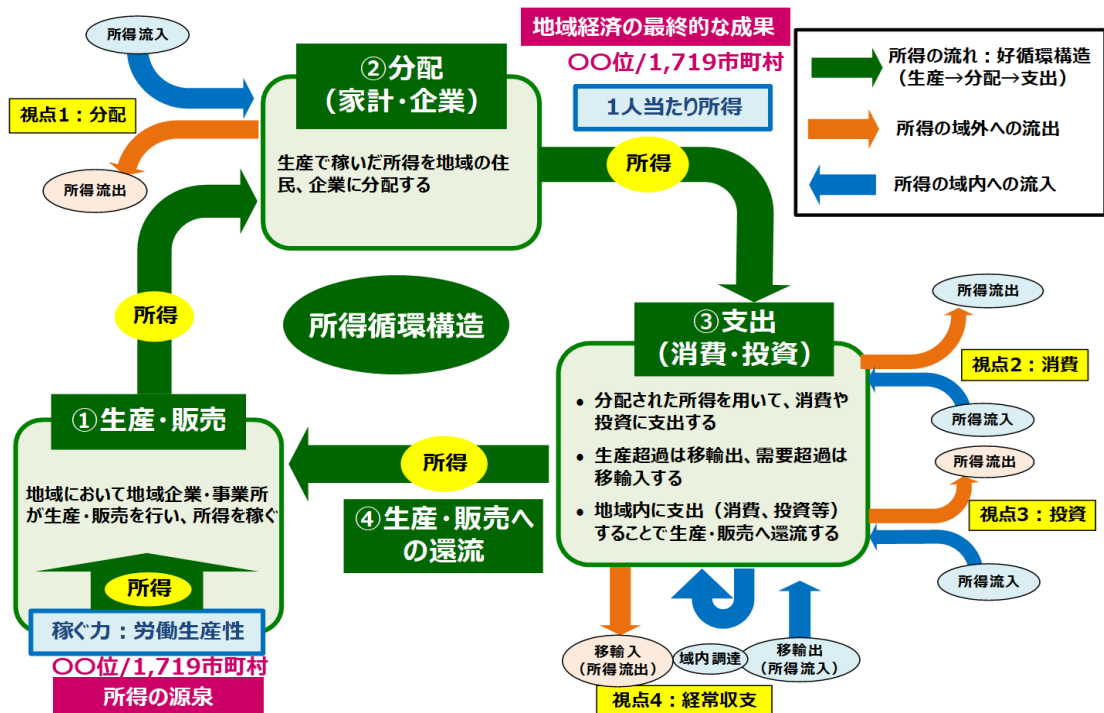 所得流入
②分配
（家計・企業）
視点1：分配
所得流出
生産で稼いだ所得を地域の住
民、企業に分配する
地域経済の最終的な成果
〇〇位/1,719市町村
1人当たり所得
所得
所得の流れ：好循環構造
（生産→分配→支出）
所得の域外への流出
所得の域内への流入
所得
所得循環構造
③支出
（消費・投資）
• 分配された所得を用いて、消費や
投資に支出する
• 生産超過は移輸出、需要超過は
移輸入する
• 地域内に支出（消費、投資等）
することで生産・販売へ還流する
所得流出
視点2：消費
所得流入
所得流出
視点3：投資
所得流入
①生産・販売
地域において地域企業・事業所
が生産・販売を行い、所得を稼ぐ
所得
④生産・販売へ
の還流
所得
稼ぐ力：労働生産性
〇〇位/1,719市町村
所得の源泉
移輸入
（所得流出）
域内調達
移輸出
（所得流入）
視点4：経常収支